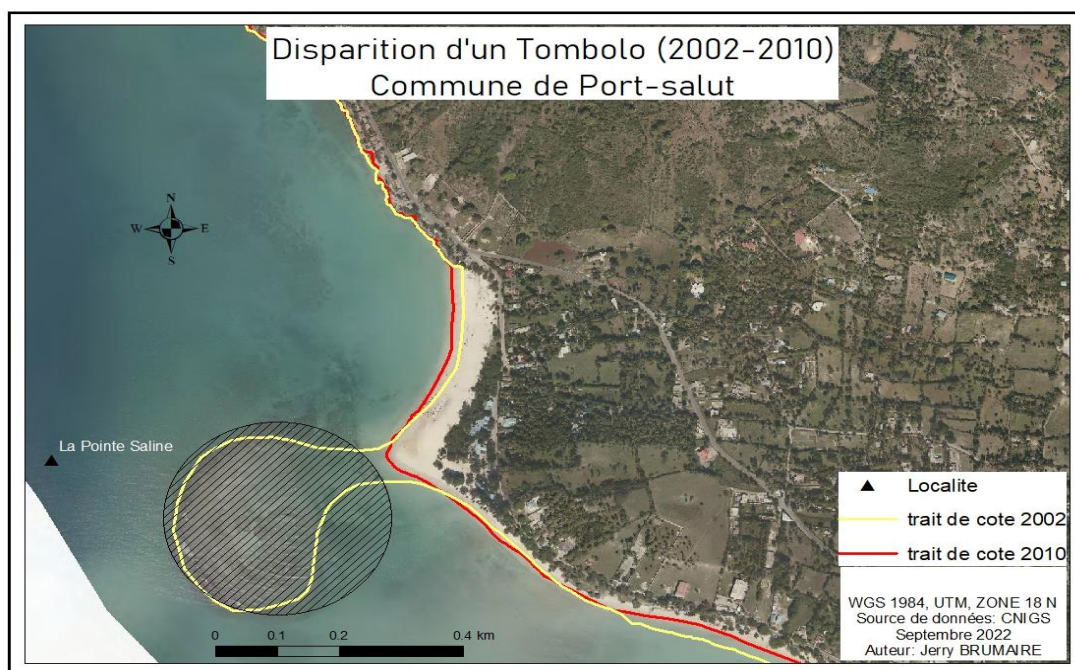 Disparition d'un Tombolo (2002-2010)
Commune de Port-salut
N
W E
S
La Pointe Saline
Localite
trait de cote 2002
trait de cote 2010
0 0.1 0.2 0.4 km
WGS 1984, UTM, ZONE 18 N
Source de données: CNIGS
Septembre 2022
Auteur: Jerry BRUMAIRE